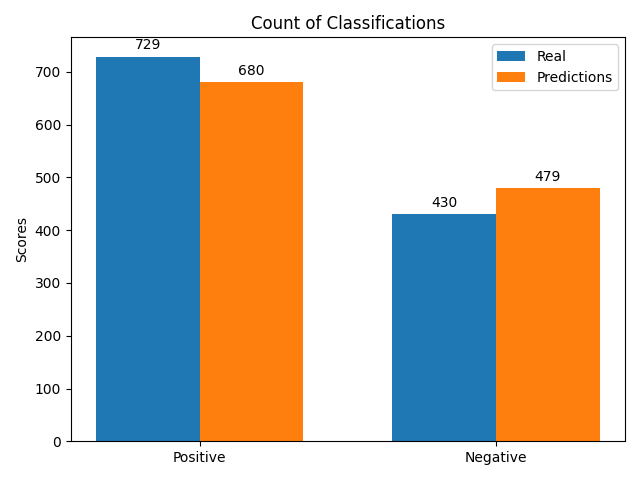 Count of Classifications
Real
Predictions
729
680
430
479
Scores
700
600
500
400
300
200
100
0
Positive
Negative